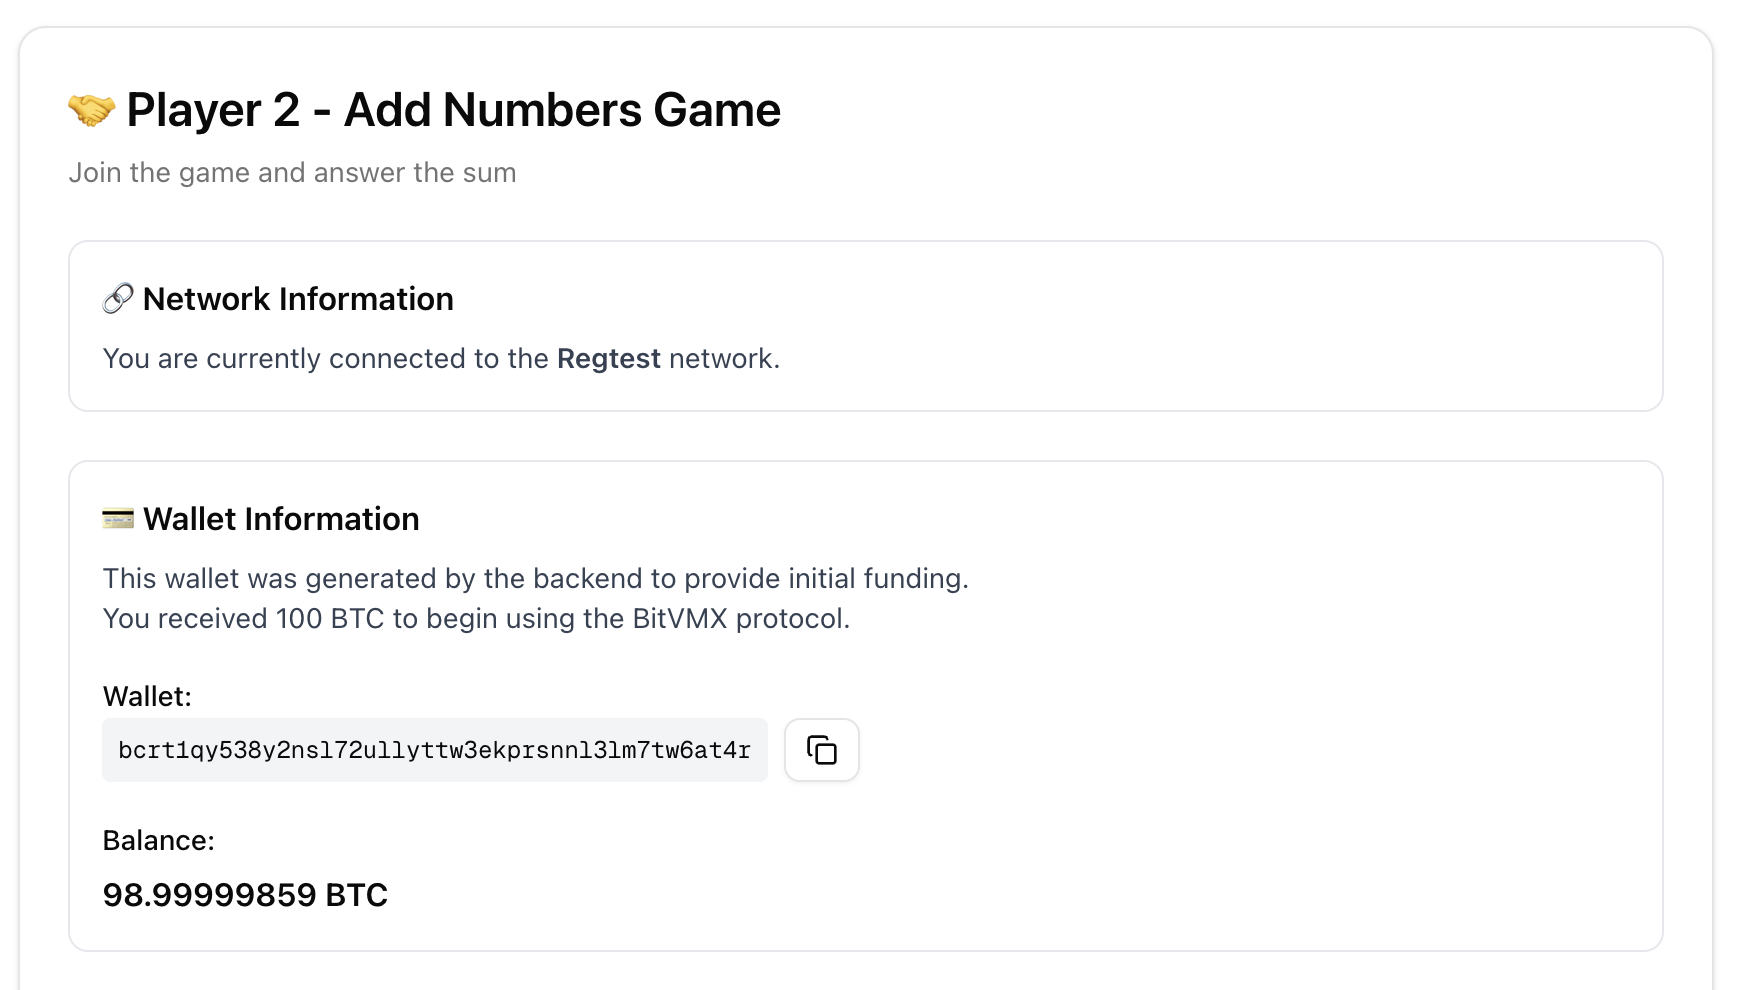 🤝 Player 2 - Add Numbers Game
Join the game and answer the sum
🔗 Network Information
You are currently connected to the Regtest network.
💳 Wallet Information
This wallet was generated by the backend to provide initial funding.
You received 100 BTC to begin using the BitVMX protocol.
Wallet:
bcrt1qy538y2nsl72ullyttw3ekprsnnl3lm7tw6at4r
Balance:
98.99999859 BTC